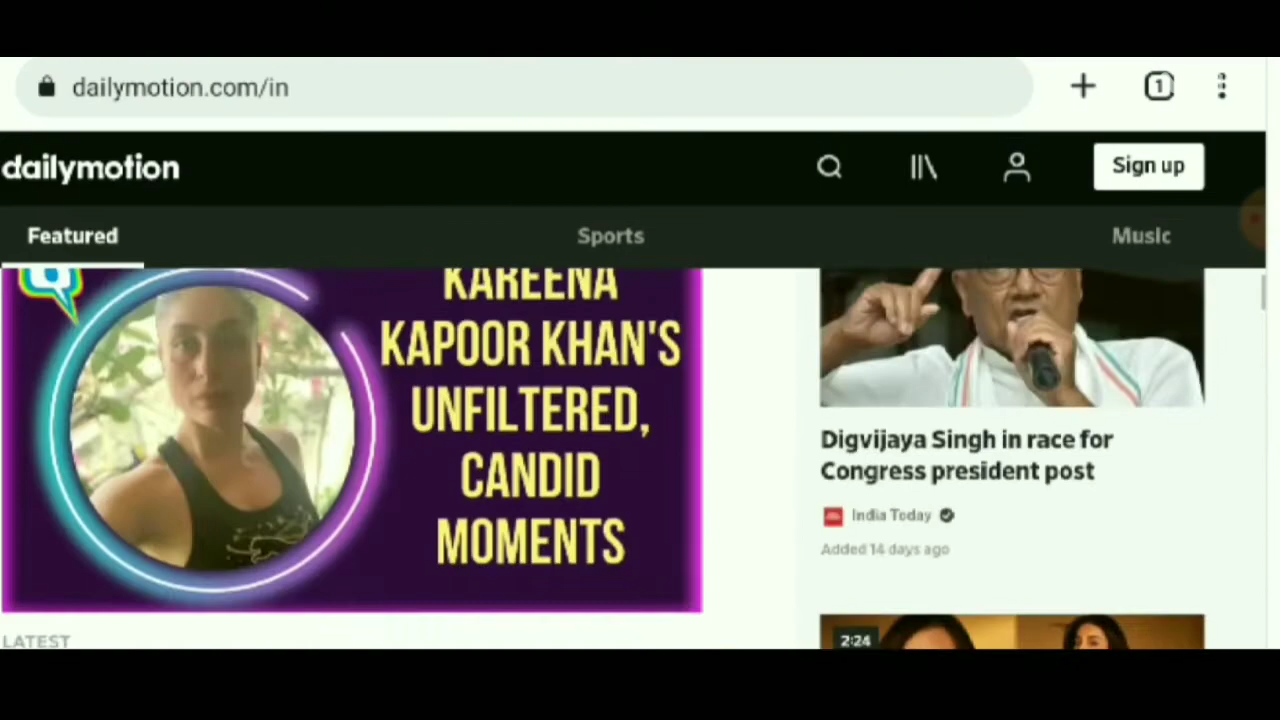 dailymotion.com/in
1
dailymotion
Sign up
Featured
Sports
Music
KAREENA
KAPOOR KHAN'S
UNFILTERED,
CANDID
MOMENTS
Digvijaya Singh in race for
Congress president post
India Today
Added 14 days ago
LATEST
2:24